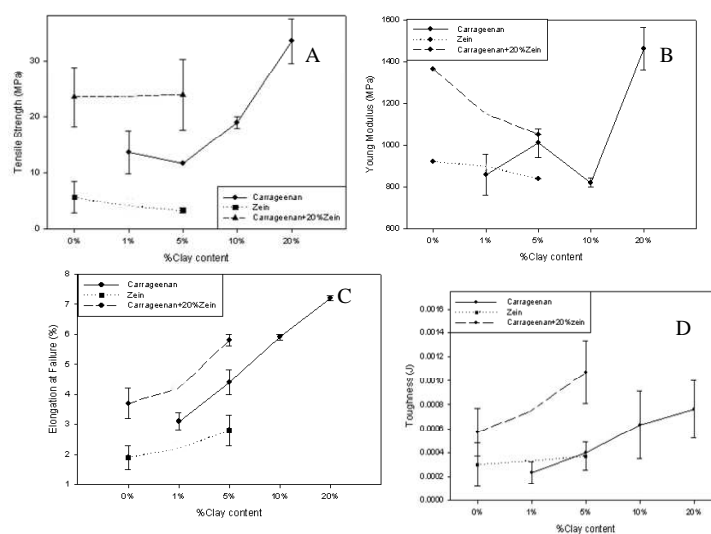 A
Tensile Strength (MPa)
30
20
10
0
0%
1%
5%
10%
20%
%Clay content
Carrageenan
Zein
Carrageenan+20%Zein
B
Young Modulus (MPa)
1600
1400
1200
1000
800
600
0%
1%
5%
10%
20%
%Clay content
Carrageenan
Zein
Carrageenan+20%Zein
C
Elongation at Failure (%)
8
7
6
5
4
3
2
1
0%
1%
5%
10%
20%
%Clay content
Carrageenan
Zein
Carrageenan+20%Zein
D
Toughness (J)
0.0016
0.0014
0.0012
0.0010
0.0008
0.0006
0.0004
0.0002
0.0000
0%
1%
5%
10%
20%
%Clay content
Carrageenan
Zein
Carrageenan+20%zein